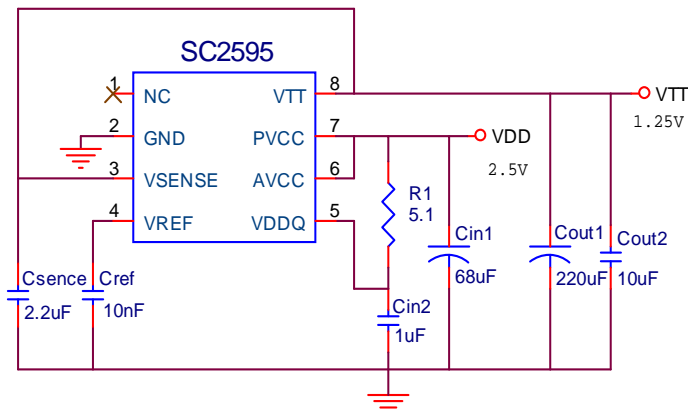 SC2595
1
NC
VTT
8
VTT
1.25V
2
GND
PVCC
7
VDD
2.5V
3
VSENSE
AVCC
6
4
VREF
VDDQ
5
R1
5.1
Cin1
68uF
Cout1
220uF
Cout2
10uF
Csence
2.2uF
Cref
10nF
Cin2
1uF